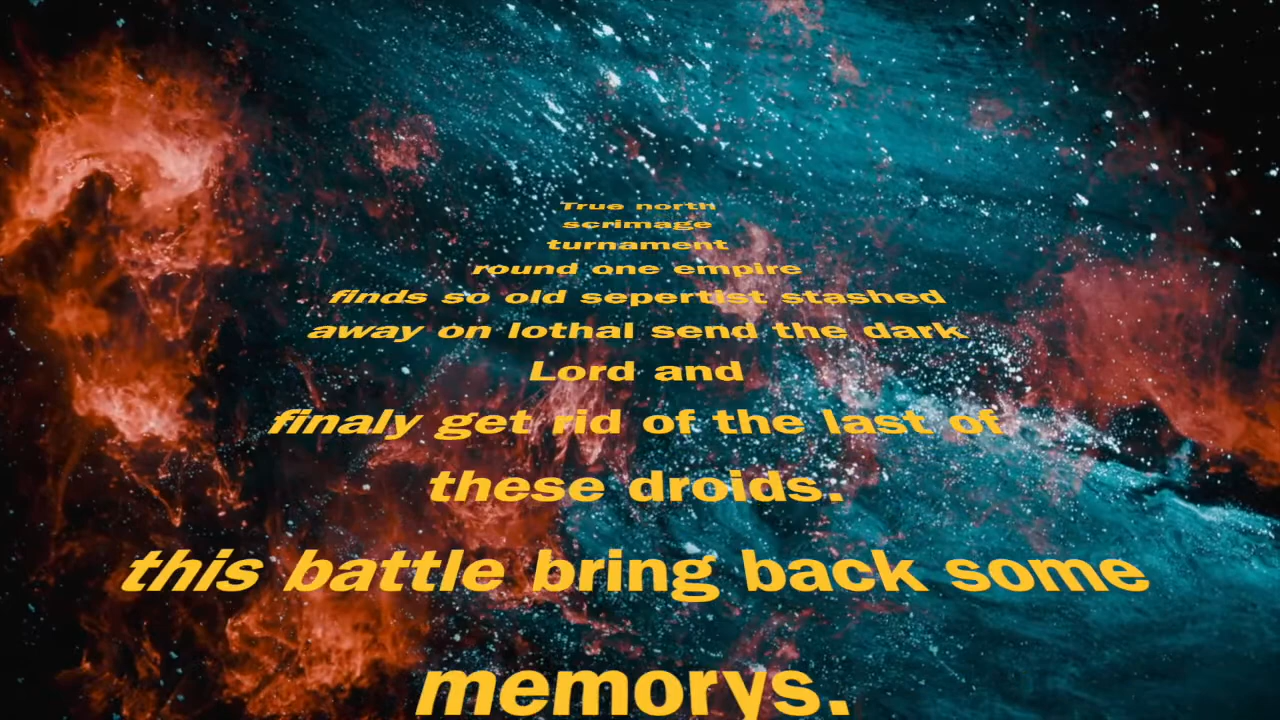 True north
scrimage
turnament
round one empire
finds so old sepertist stashed
away on lothal send the dark
Lord and
finaly get rid of the last of
these droids.
this battle bring back some
memorys.